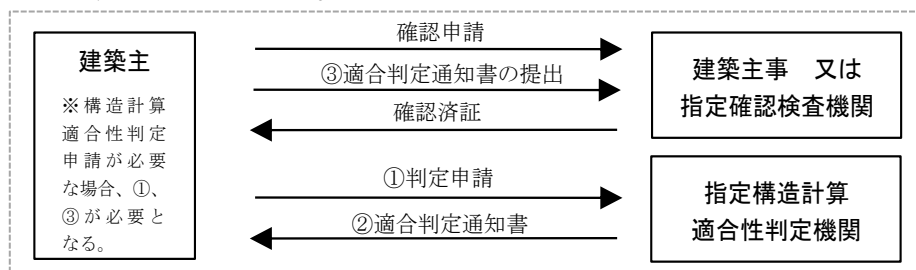 建築主
※構造計算
適合性判定
申請が必要
な場合、①、
③が必要と
なる。
確認申請
③適合判定通知書の提出
確認済証
①判定申請
②適合判定通知書
建築主事　又は
指定確認検査機関
指定構造計算
適合性判定機関